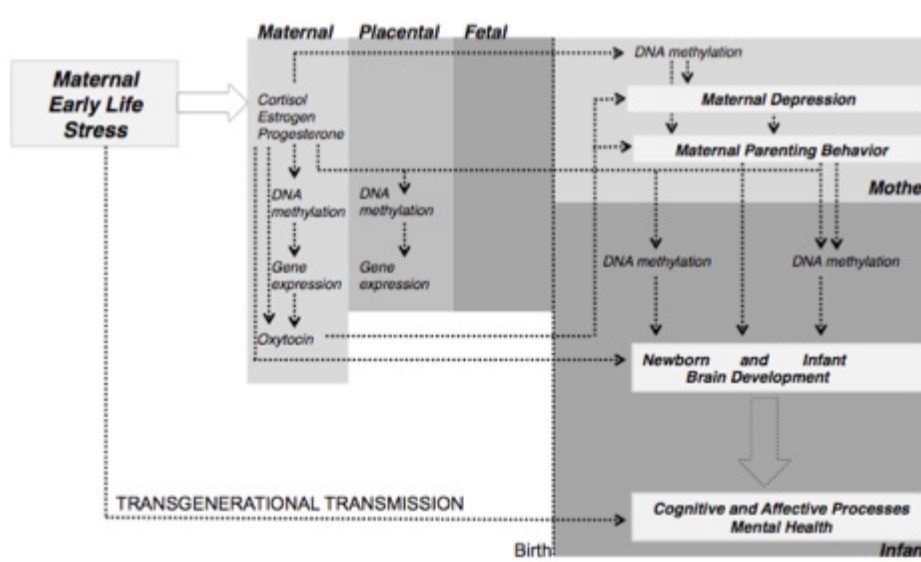 Maternal Placental Fetal
Maternal
Early Life
Stress
Cortisol
Estrogen
Progesterone
DNA
methylation
Gene
expression
Oxytocin
DNA
methylation
Gene
expression
DNA methylation
Maternal Depression
Maternal Parenting Behavior
Mothe
DNA methylation
DNA methylation
Newborn and Infant
Brain Development
TRANSGENERATIONAL TRANSMISSION
Cognitive and Affective Processes
Mental Health
Birth
Infan